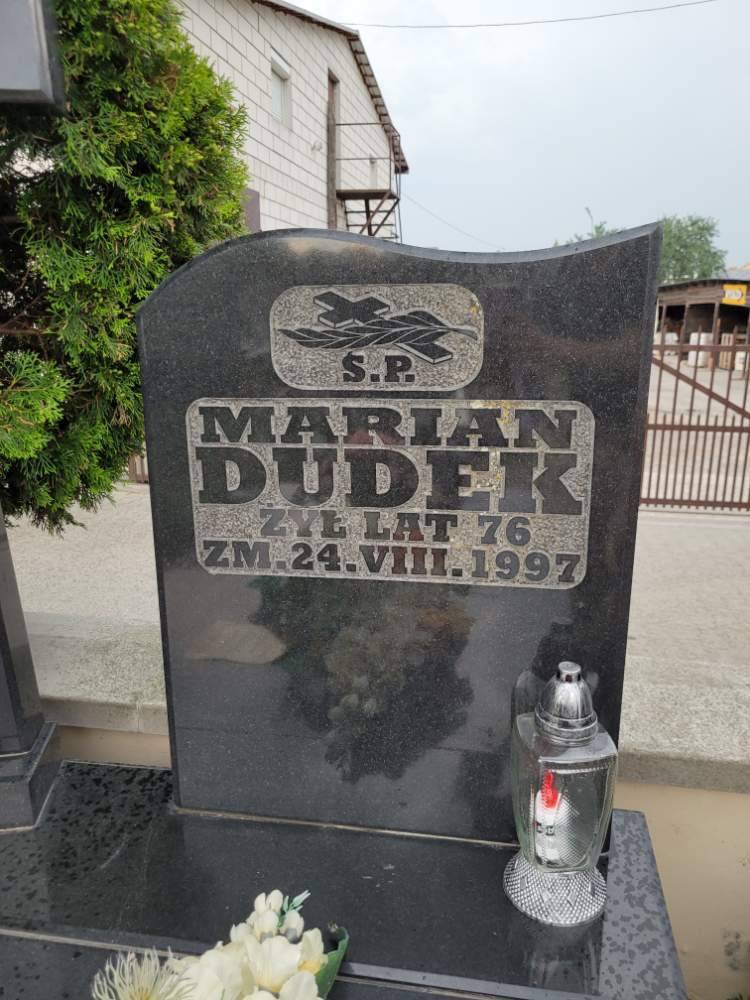 Ś.P.
MARIAN
DUDEK
ŻYŁ LAT 76
ZM. 24.VIII.1997